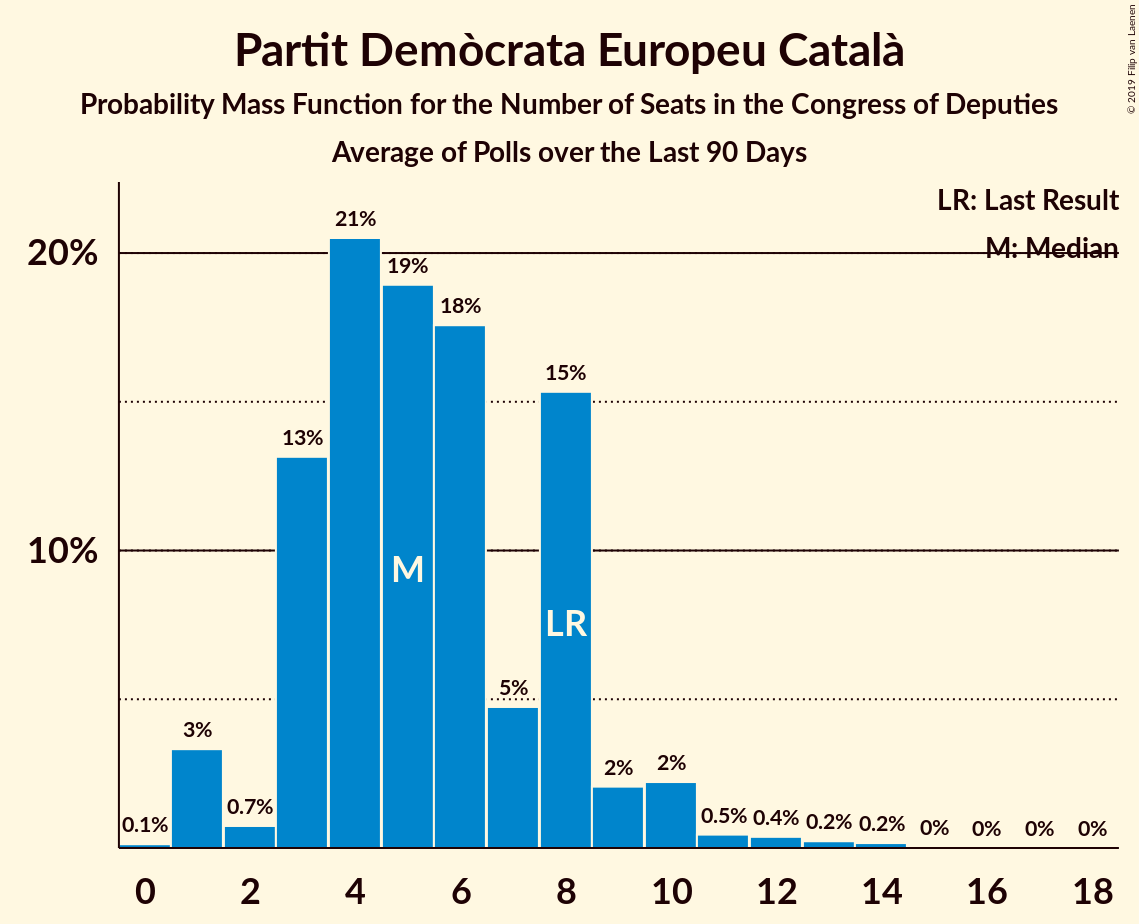 Partit Demòcrata Europeu Català
Probability Mass Function for the Number of Seats in the Congress of Deputies
Average of Polls over the Last 90 Days
© 2019 Filip van Laenen
LR: Last Result
M: Median
20%
10%
0.1%
3%
0.7%
13%
21%
19%
18%
5%
15%
2%
2%
0.5%
0.4%
0.2%
0.2%
0%
0%
0%
0%
M
LR
0 2 4 6 8 10 12 14 16 18